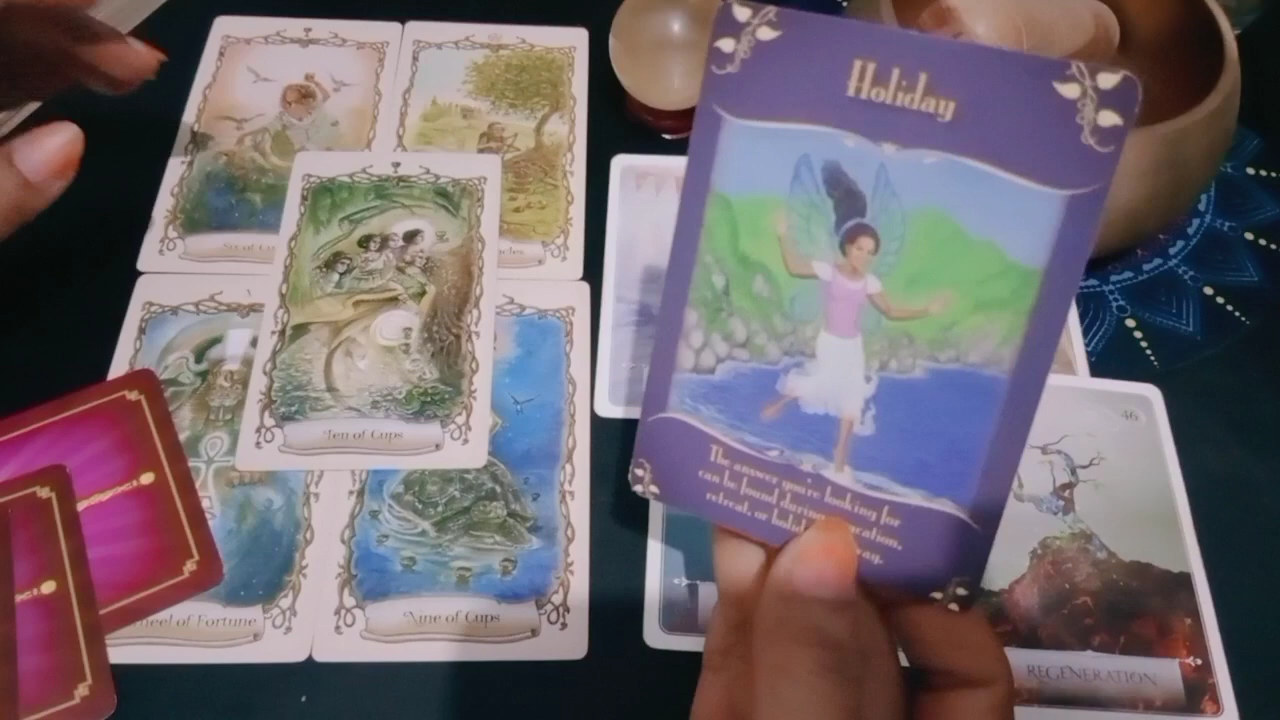 Holiday
The answer you're looking for
can be found during
retreat, or
Ten of Cups
Wheel of Fortune
Nine of Cups
46
REGENERATION